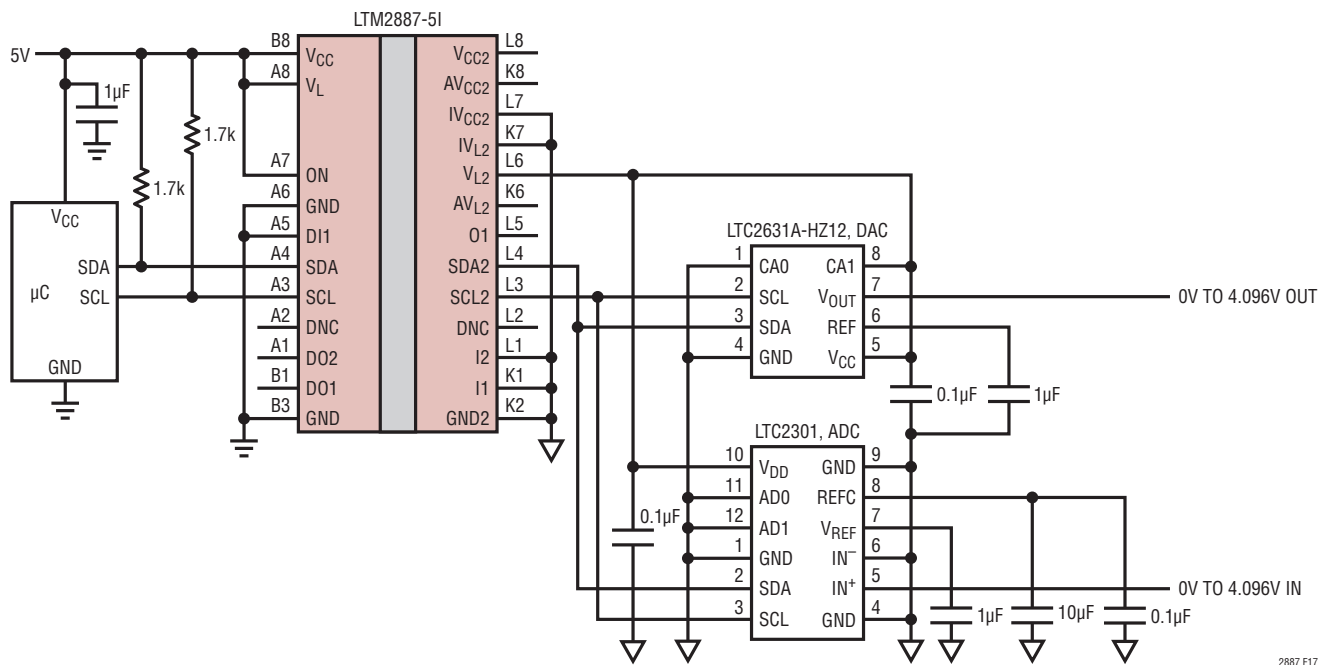 LTM2887-5I
5V
1µF
1.7k
1.7k
B8 VCC
A8 VL
A7 ON
A6 GND
A5 DI1
A4 SDA
A3 SCL
A2 DNC
A1 DO2
B1 DO1
B3 GND
VCC2 L8
AVCC2 K8
IVCC2 L7
IVL2 K7
VL2 L6
AVL2 K6
O1 L5
SDA2 L4
SCL2 L3
DNC L2
I2 L1
I1 K1
GND2 K2
VCC
SDA
µC
SCL
GND
LTC2631A-HZ12, DAC
1 CA0 CA1 8
2 SCL VOUT 7
3 SDA REF 6
4 GND VCC 5
0V TO 4.096V OUT
0.1µF
1µF
LTC2301, ADC
10 VDD GND 9
11 AD0 REFC 8
12 AD1 VREF 7
1 GND IN− 6
2 SDA IN+ 5
3 SCL GND 4
0.1µF
0V TO 4.096V IN
1µF
10µF
0.1µF
2887 F17